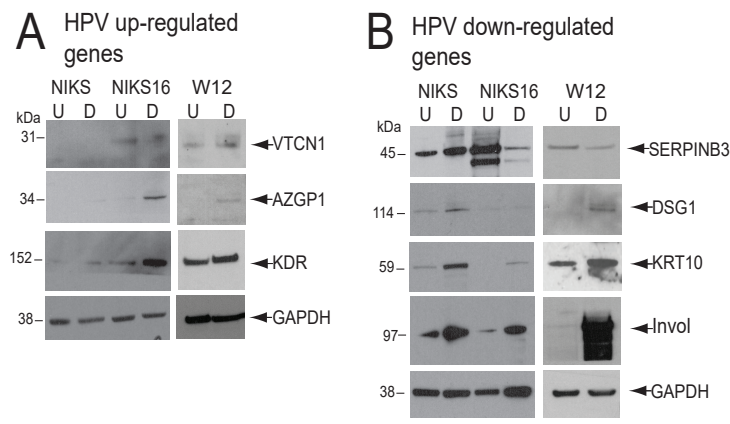 A HPV up-regulated
genes
NIKS NIKS16 W12
U D U D U D
kDa
31 VTCN1
34 AZGP1
152 KDR
38 GAPDH
B HPV down-regulated
genes
NIKS NIKS16 W12
U D U D U D
kDa
45 SERPINB3
114 DSG1
59 KRT10
97 Invol
38 GAPDH